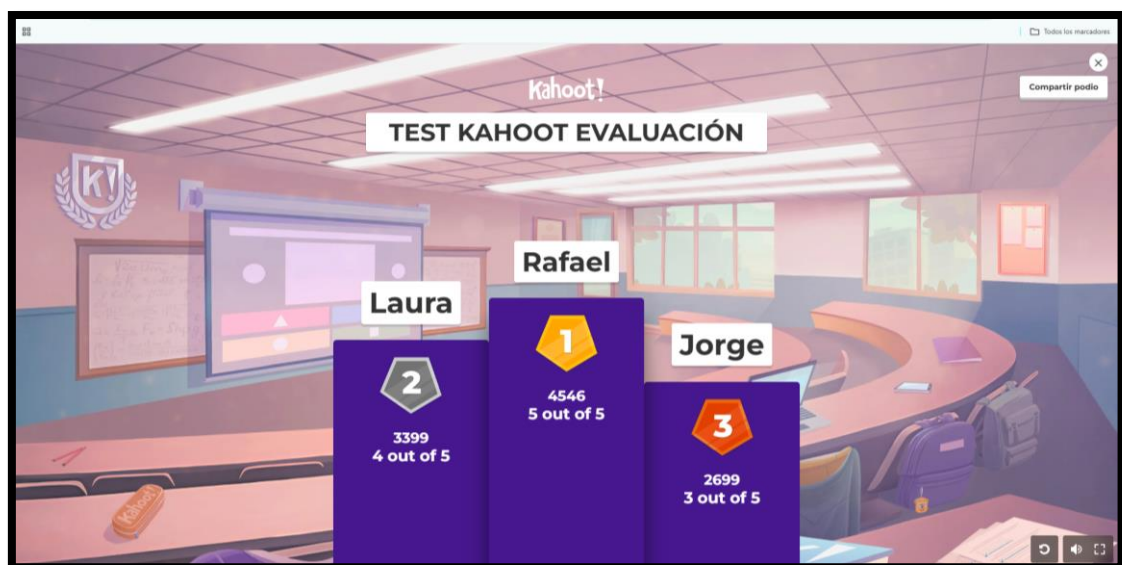 Todos los marcadores
Kahoot!
Compartir podio
TEST KAHOOT EVALUACIÓN
K!
Rafael
Laura
Jorge
1
4546
5 out of 5
2
3399
4 out of 5
3
2699
3 out of 5
Kahoot!